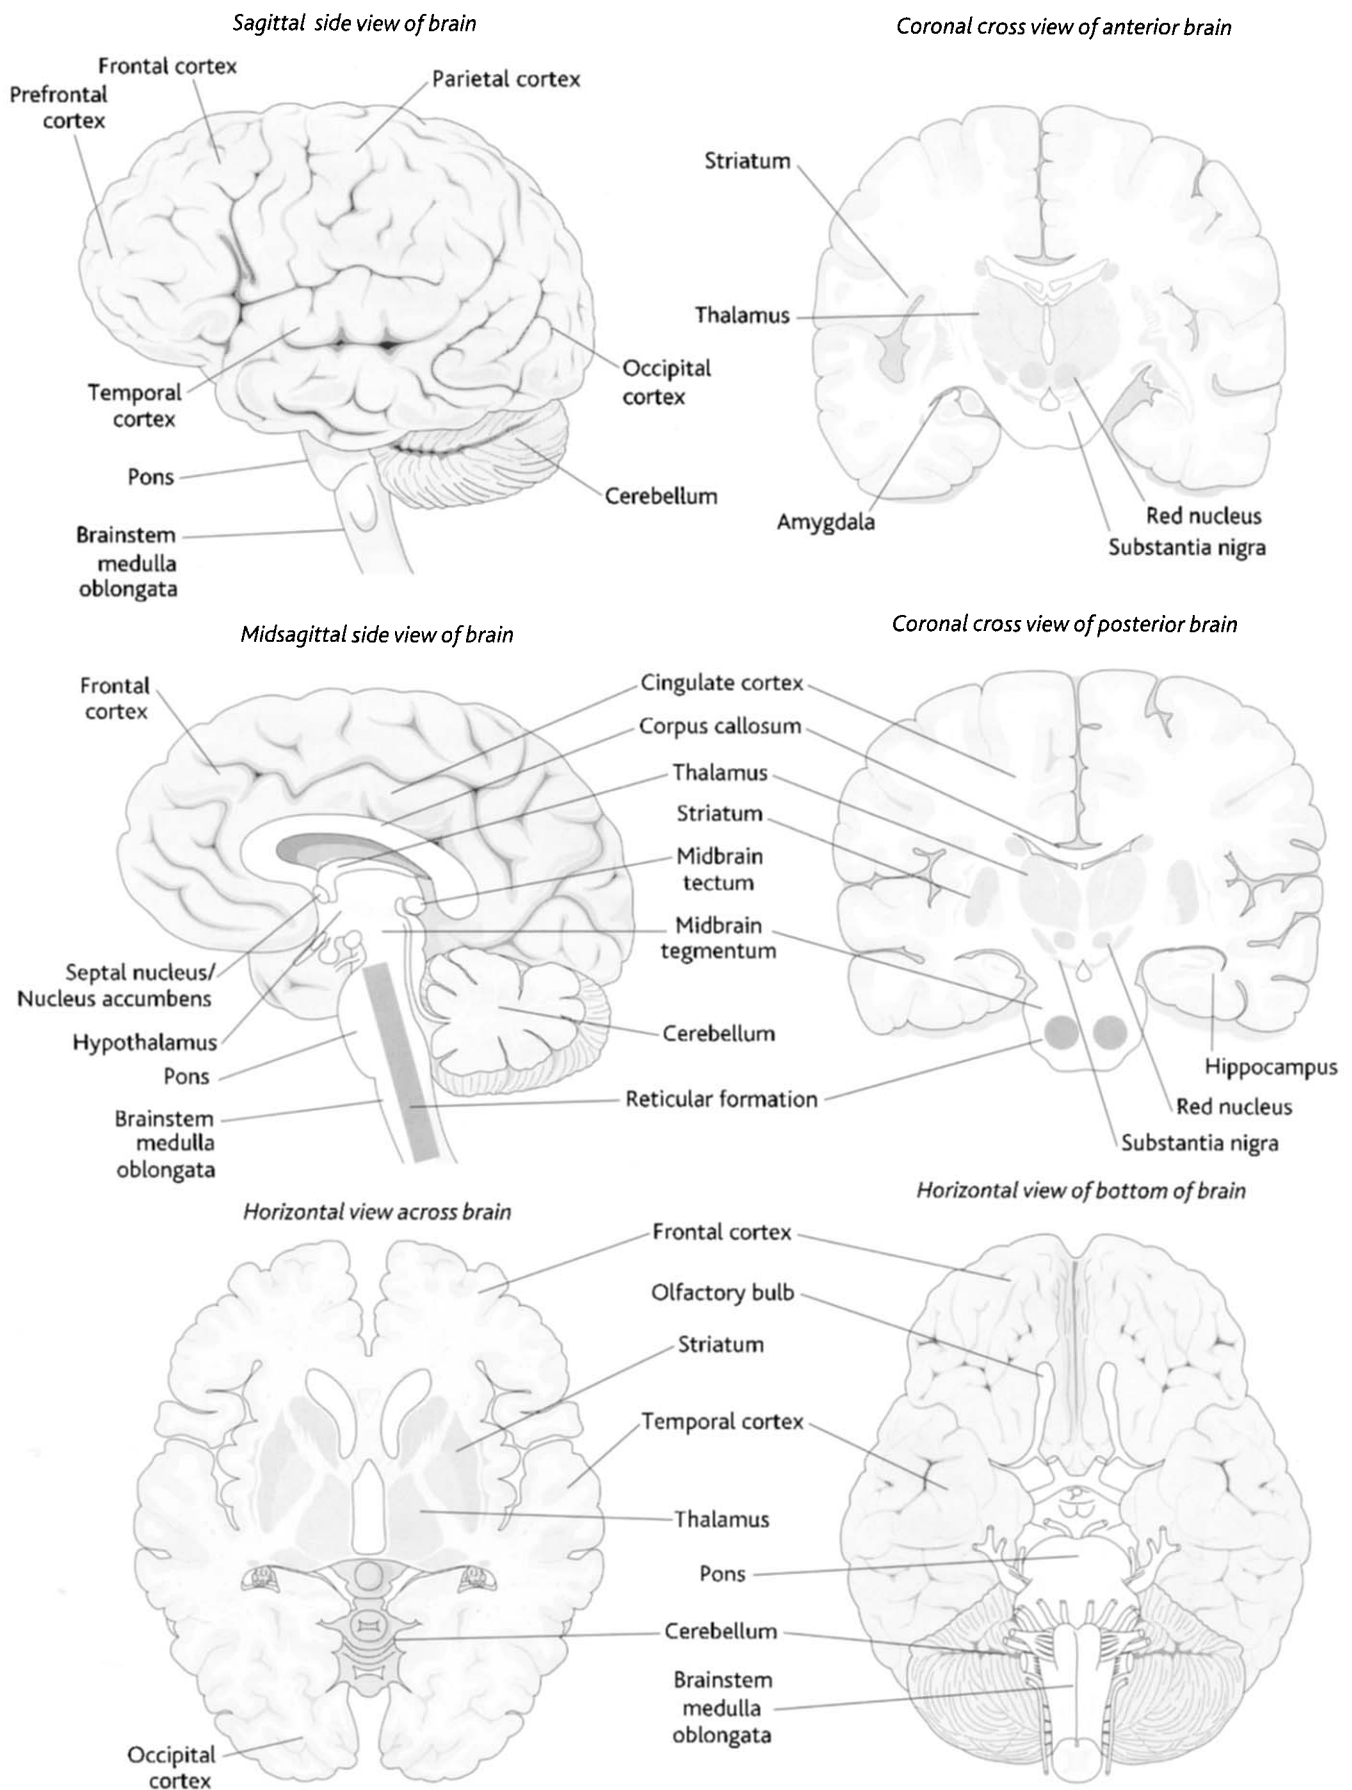 Sagittal side view of brain
Frontal cortex
Prefrontal
cortex
Parietal cortex
Temporal
cortex
Occipital
cortex
Pons
Cerebellum
Brainstem
medulla
oblongata
Coronal cross view of anterior brain
Striatum
Thalamus
Amygdala
Red nucleus
Substantia nigra
Midsagittal side view of brain
Frontal
cortex
Cingulate cortex
Corpus callosum
Thalamus
Striatum
Midbrain
tectum
Midbrain
tegmentum
Septal nucleus/
Nucleus accumbens
Hypothalamus
Cerebellum
Pons
Reticular formation
Brainstem
medulla
oblongata
Coronal cross view of posterior brain
Hippocampus
Red nucleus
Substantia nigra
Horizontal view across brain
Horizontal view of bottom of brain
Frontal cortex
Olfactory bulb
Striatum
Temporal cortex
Thalamus
Pons
Cerebellum
Brainstem
medulla
oblongata
Occipital
cortex